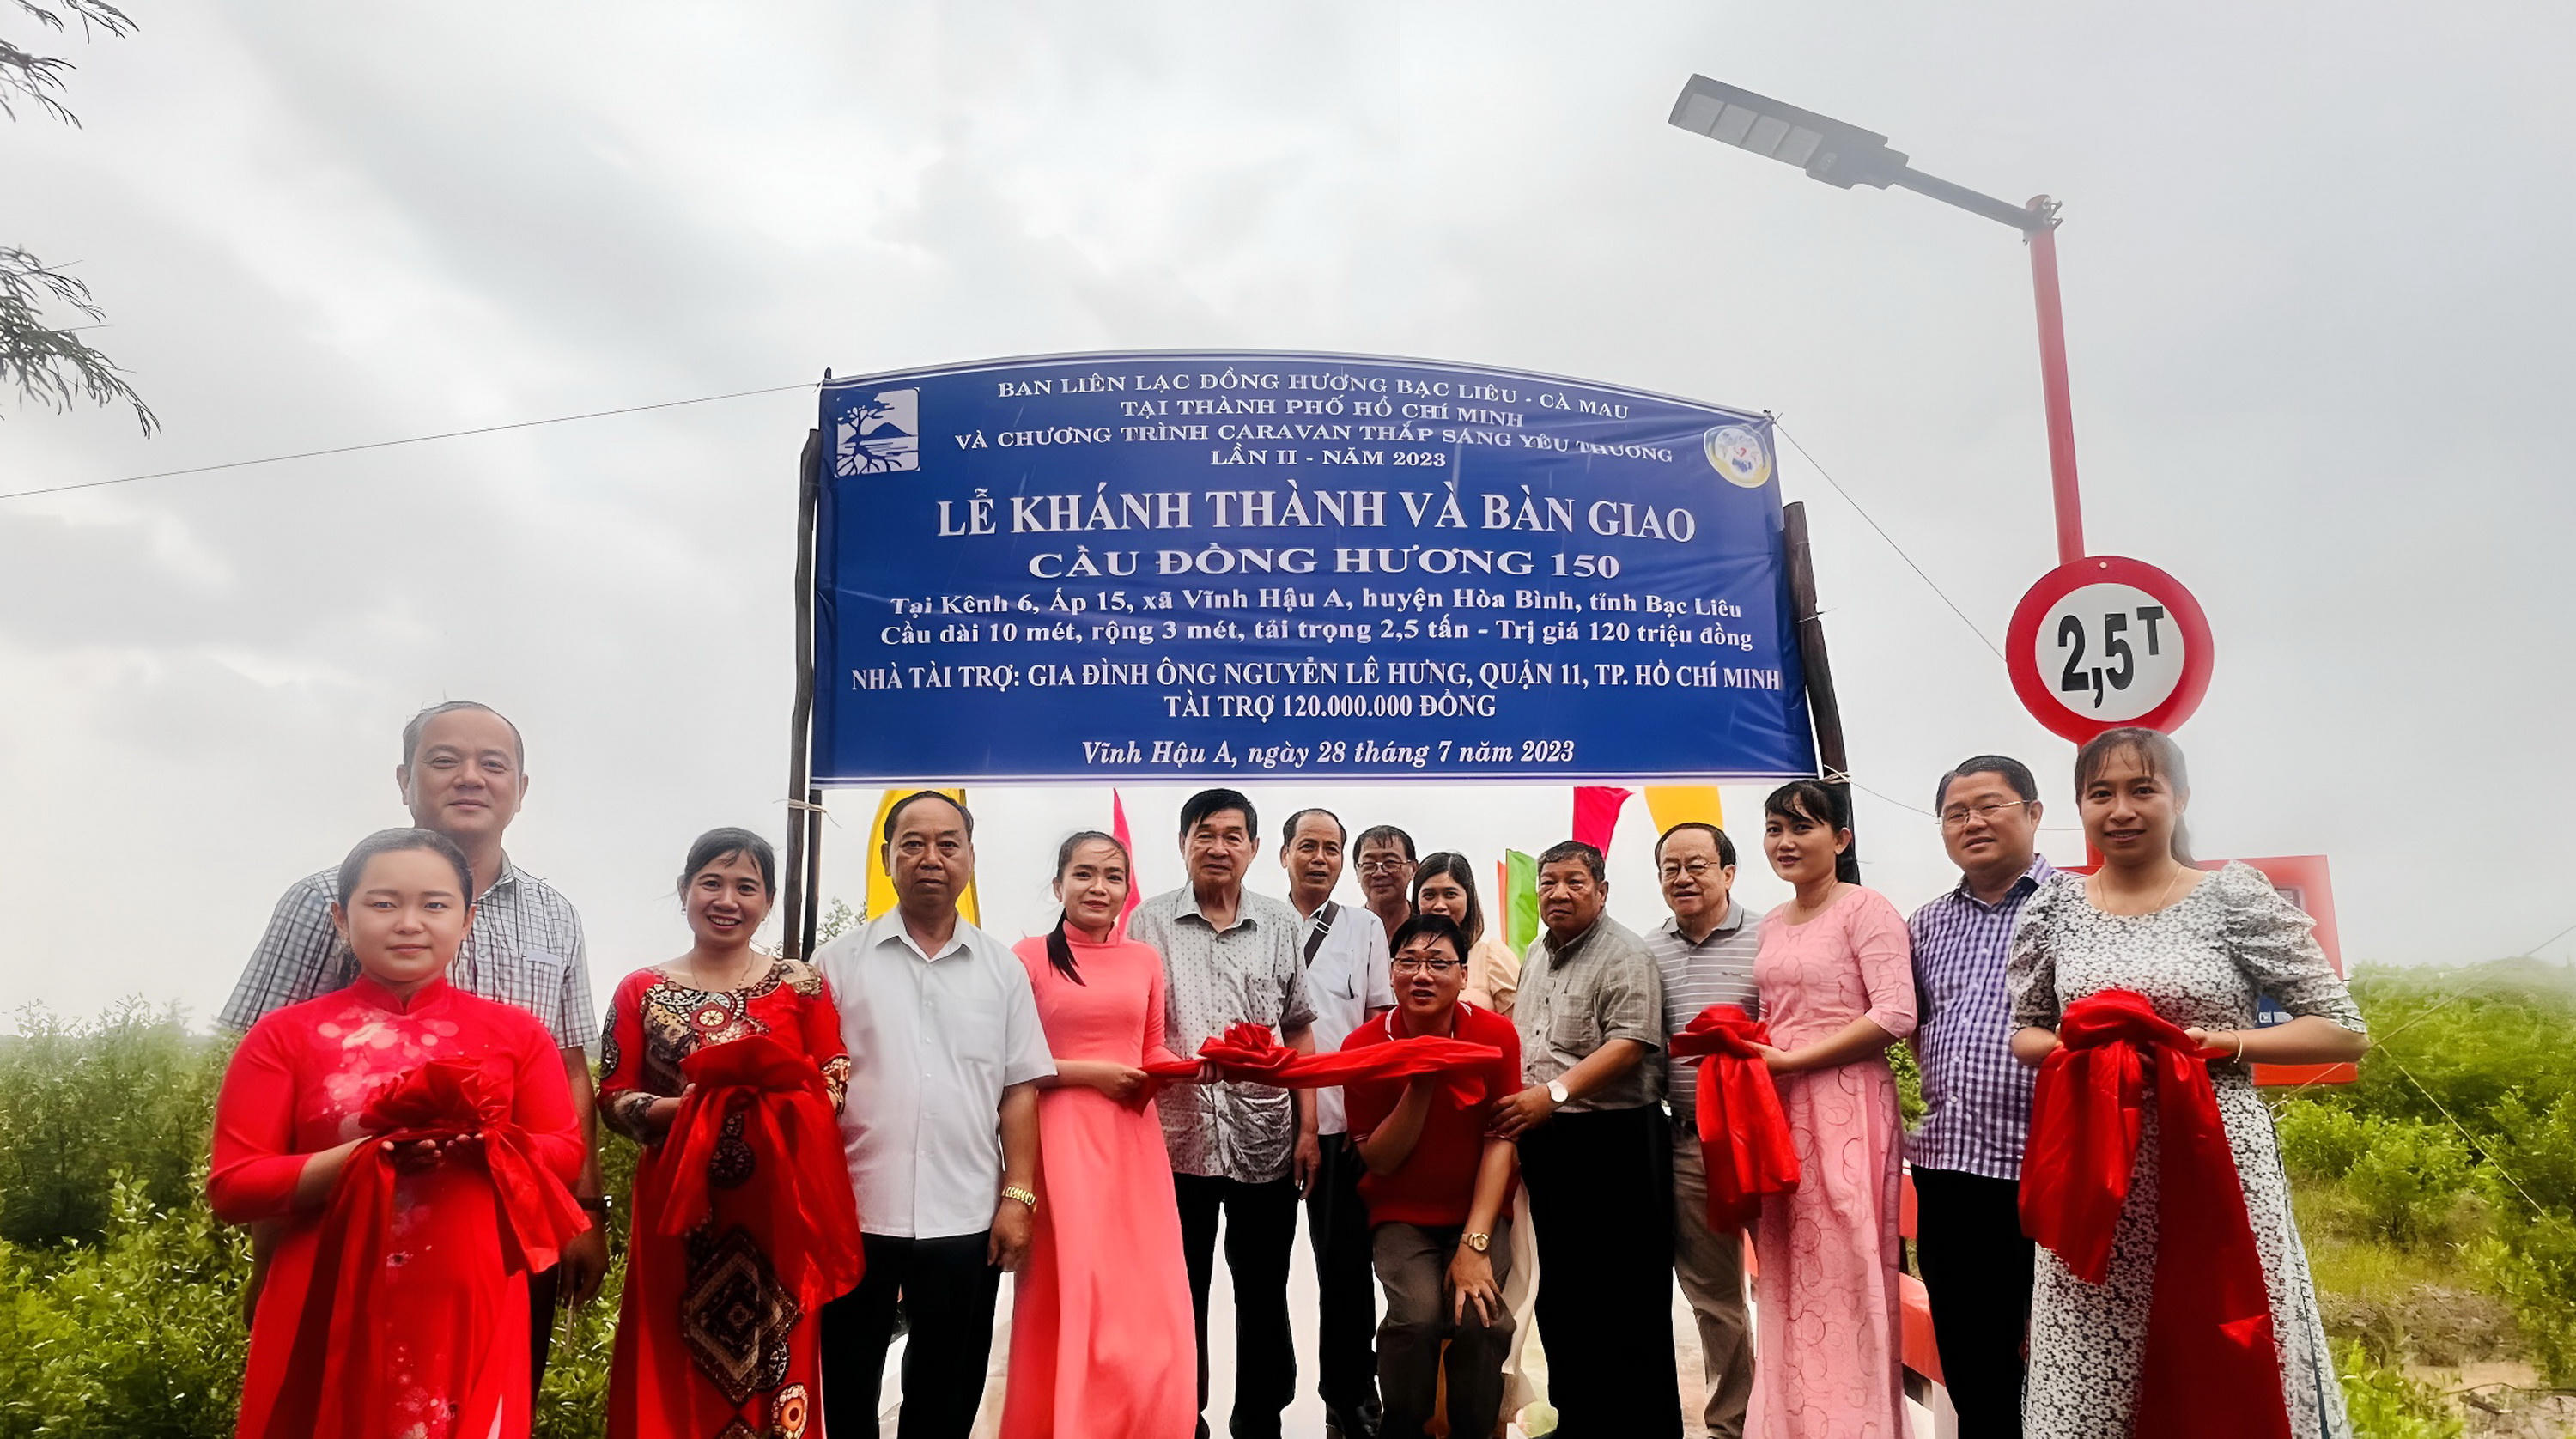 BAN LIÊN LẠC ĐỒNG HƯƠNG BẠC LIÊU - CÀ MAU
TẠI THÀNH PHỐ HỒ CHÍ MINH
VÀ CHƯƠNG TRÌNH CARAVAN THẮP SÁNG YÊU THƯƠNG
LẦN II - NĂM 2023
LỄ KHÁNH THÀNH VÀ BÀN GIAO
CẦU ĐỒNG HƯƠNG 150
Tại Kênh 6, Ấp 15, xã Vĩnh Hậu A, huyện Hòa Bình, tỉnh Bạc Liêu
Cầu dài 10 mét, rộng 3 mét, tải trọng 2,5 tấn - Trị giá 120 triệu đồng
NHÀ TÀI TRỢ: GIA ĐÌNH ÔNG NGUYỄN LÊ HƯNG, QUẬN 11, TP. HỒ CHÍ MINH
TÀI TRỢ 120.000.000 ĐỒNG
Vĩnh Hậu A, ngày 28 tháng 7 năm 2023
2,5T